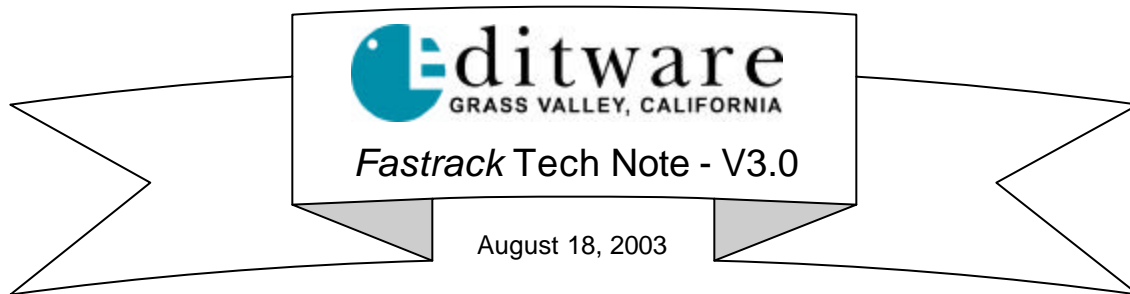 Editware
GRASS VALLEY, CALIFORNIA
Fastrack Tech Note - V3.0
August 18, 2003